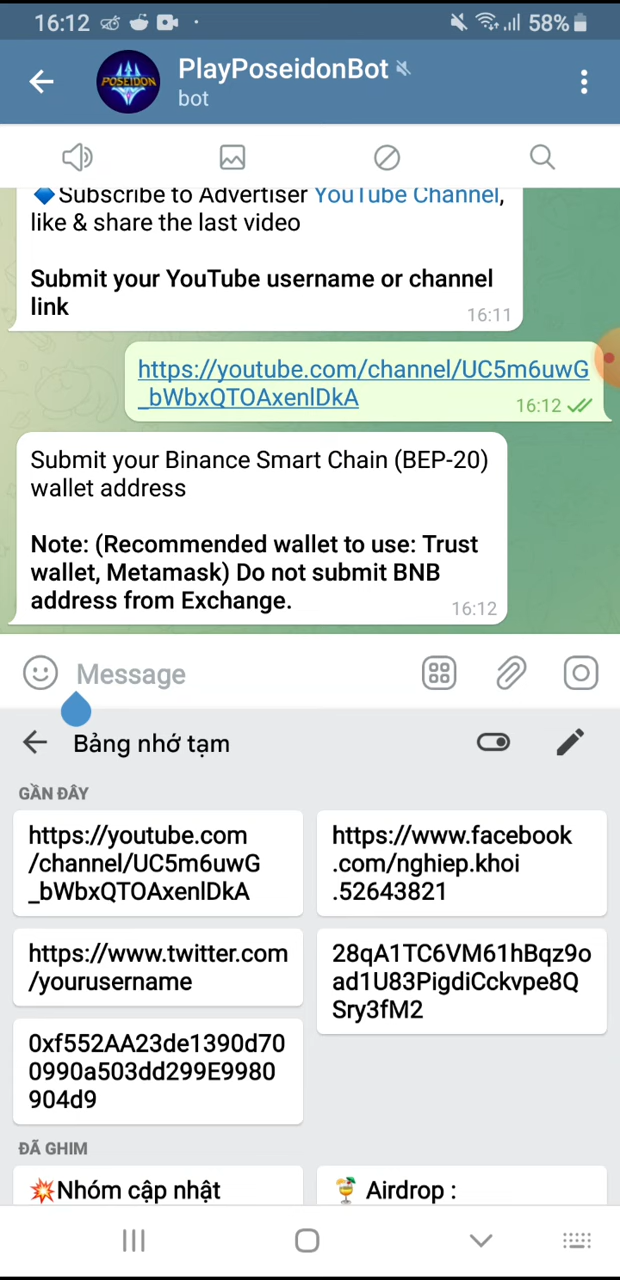 16:12
58%
POSEIDON
PlayPoseidonBot
bot
Subscribe to Advertiser YouTube Channel,
like & share the last video
Submit your YouTube username or channel
link
16:11
https://youtube.com/channel/UC5m6uwG
_bWbxQTOAxenlDkA
16:12
Submit your Binance Smart Chain (BEP-20)
wallet address
Note: (Recommended wallet to use: Trust
wallet, Metamask) Do not submit BNB
address from Exchange.
16:12
Message
Bảng nhớ tạm
GẦN ĐÂY
https://youtube.com
/channel/UC5m6uwG
_bWbxQTOAxenlDkA
https://www.facebook
.com/nghiep.khoi
.52643821
https://www.twitter.com
/yourusername
28qA1TC6VM61hBqz9o
ad1U83PigdiCckvpe8Q
Sry3fM2
0xf552AA23de1390d70
0990a503dd299E9980
904d9
ĐÃ GHIM
💥Nhóm cập nhật
🍹 Airdrop :